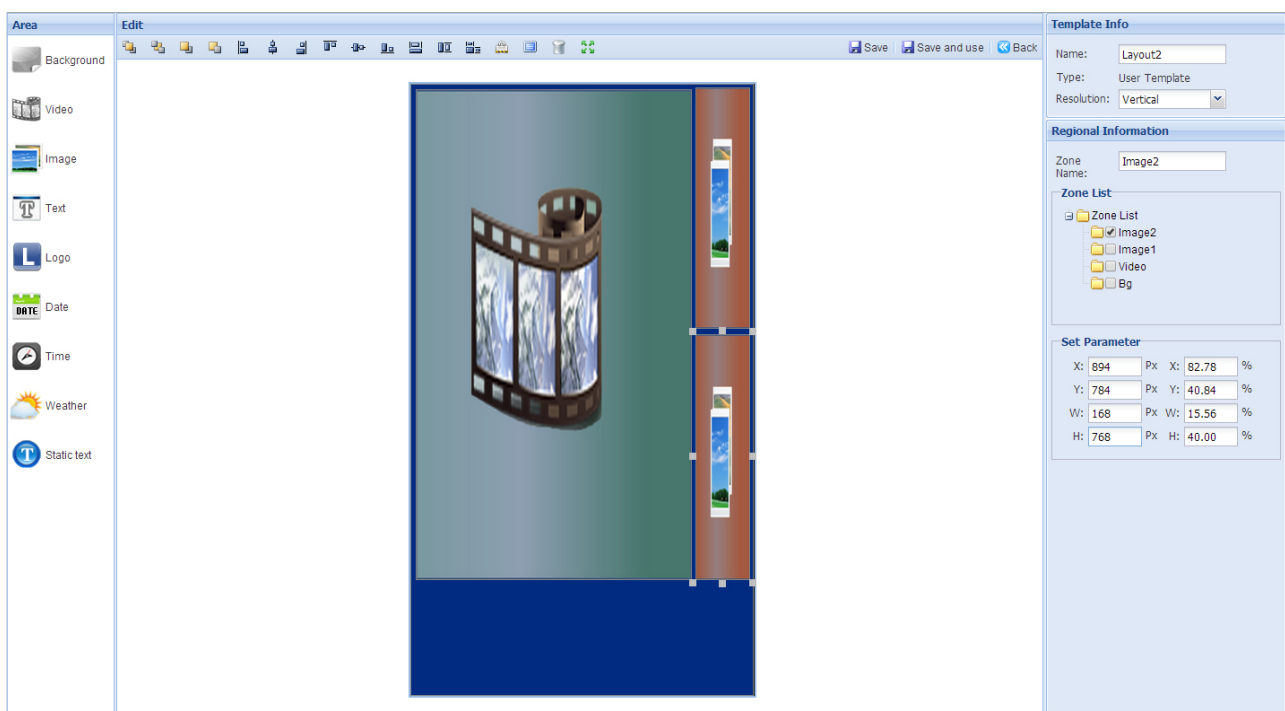 Area
Background
Video
Image
T Text
L Logo
DATE Date
Time
Weather
T Static text
Edit
Save Save and use Back
Template Info
Name: Layout2
Type: User Template
Resolution: Vertical
Regional Information
Zone Name: Image2
Zone List
Zone List
Image2
Image1
Video
Bg
Set Parameter
X: 894 Px X: 82.78 %
Y: 784 Px Y: 40.84 %
W: 168 Px W: 15.56 %
H: 768 Px H: 40.00 %